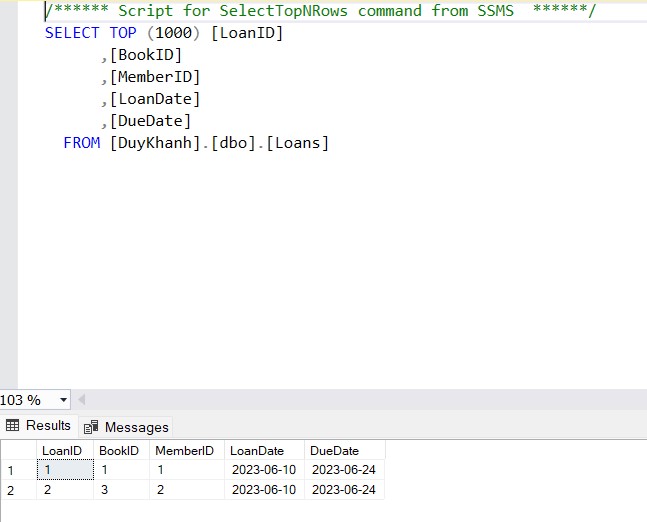 /****** Script for SelectTopNRows command from SSMS  ******/
SELECT TOP (1000) [LoanID]
      ,[BookID]
      ,[MemberID]
      ,[LoanDate]
      ,[DueDate]
  FROM [DuyKhanh].[dbo].[Loans]
103 %
Results Messages
LoanID BookID MemberID LoanDate DueDate
1 1 1 1 2023-06-10 2023-06-24
2 2 3 2 2023-06-10 2023-06-24